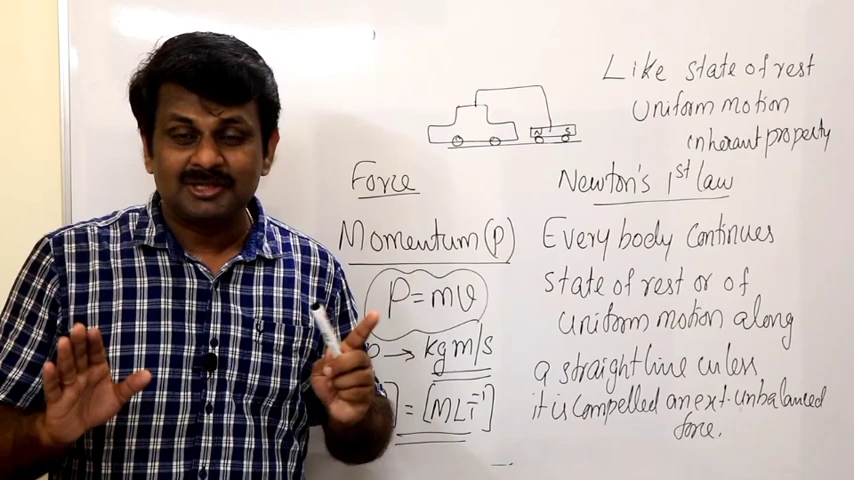 Like state of rest
uniform motion
inherant property
N S
Force
Newton's 1st law
Momentum (p)
P = mv
→ kg m/s
] = [MLT⁻¹]
Every body continues
state of rest or of
uniform motion along
a straight line unless
it is compelled an ext. unbalanced
force.